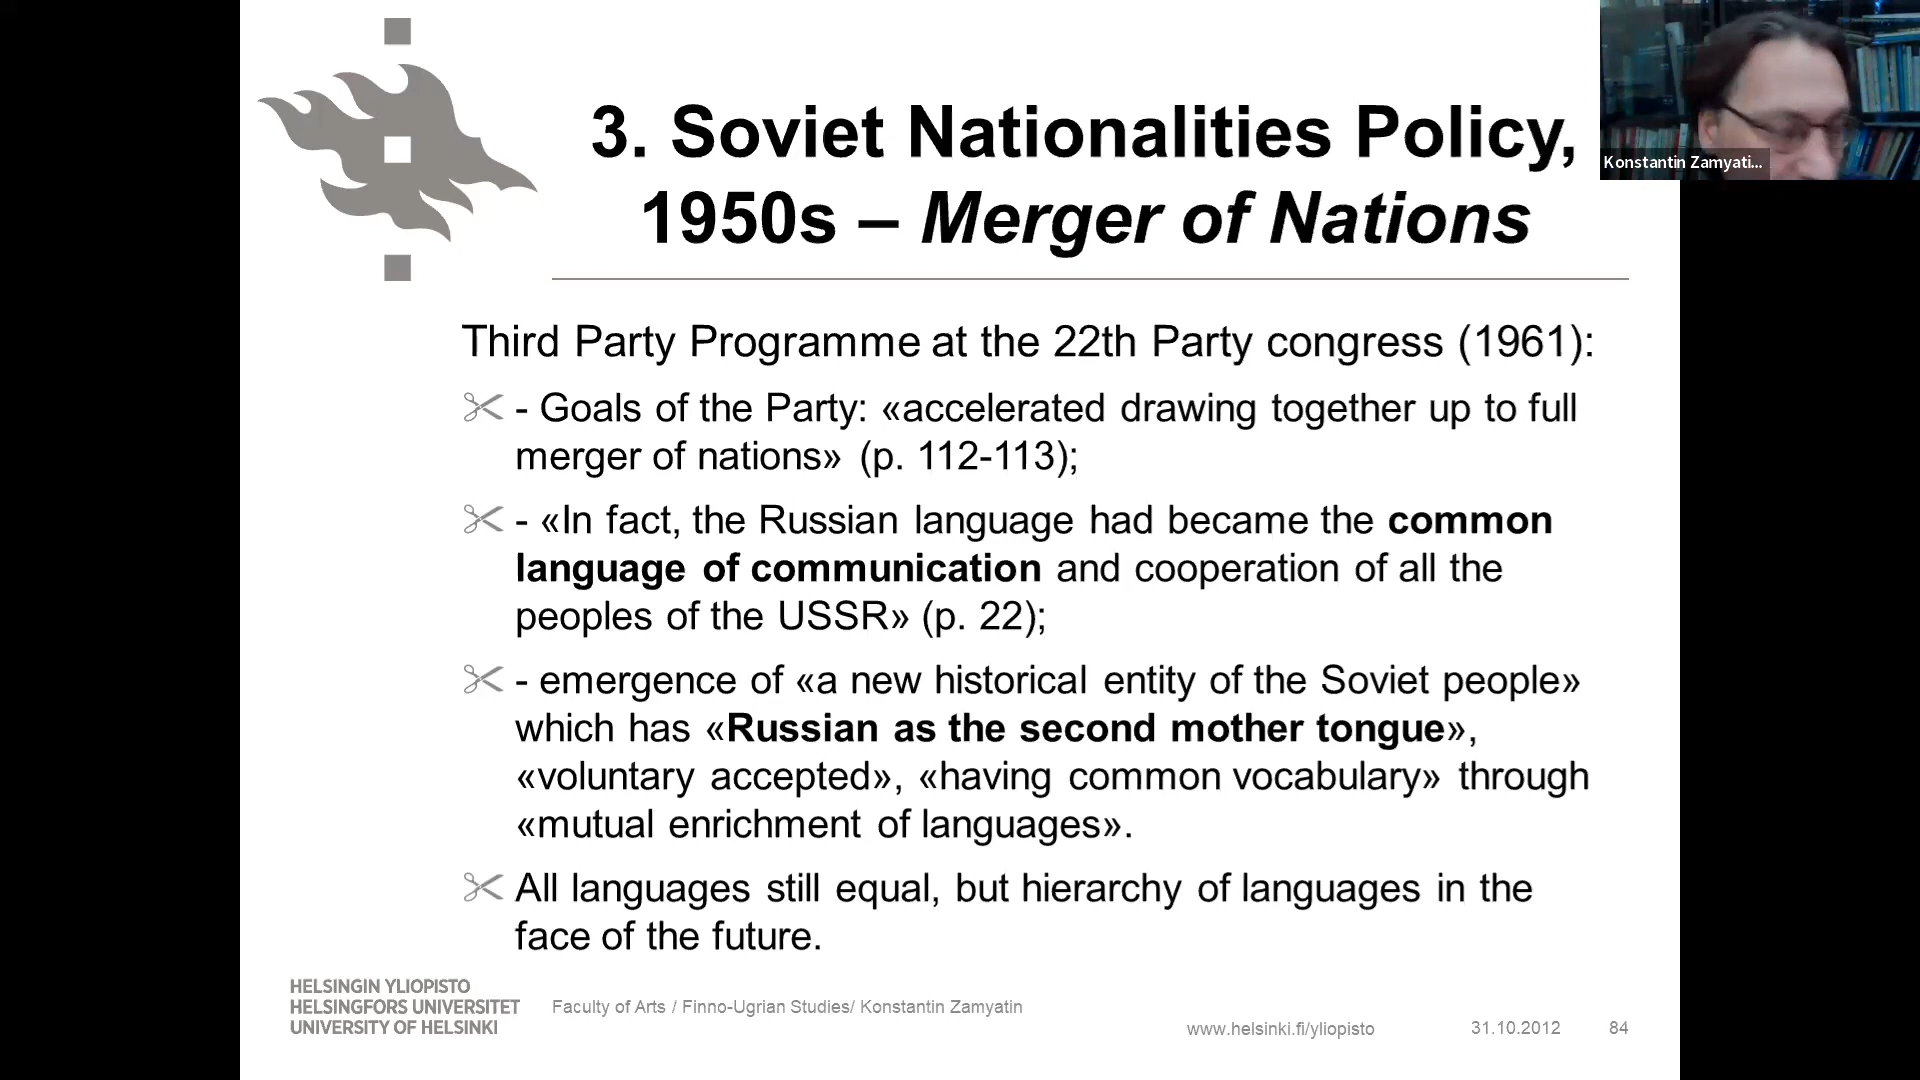 3. Soviet Nationalities Policy,
1950s – Merger of Nations
Konstantin Zamyati...
Third Party Programme at the 22th Party congress (1961):
- Goals of the Party: «accelerated drawing together up to full
merger of nations» (p. 112-113);
- «In fact, the Russian language had became the common
language of communication and cooperation of all the
peoples of the USSR» (p. 22);
- emergence of «a new historical entity of the Soviet people»
which has «Russian as the second mother tongue»,
«voluntary accepted», «having common vocabulary» through
«mutual enrichment of languages».
All languages still equal, but hierarchy of languages in the
face of the future.
HELSINGIN YLIOPISTO
HELSINGFORS UNIVERSITET
UNIVERSITY OF HELSINKI
Faculty of Arts / Finno-Ugrian Studies/ Konstantin Zamyatin
www.helsinki.fi/yliopisto
31.10.2012
84